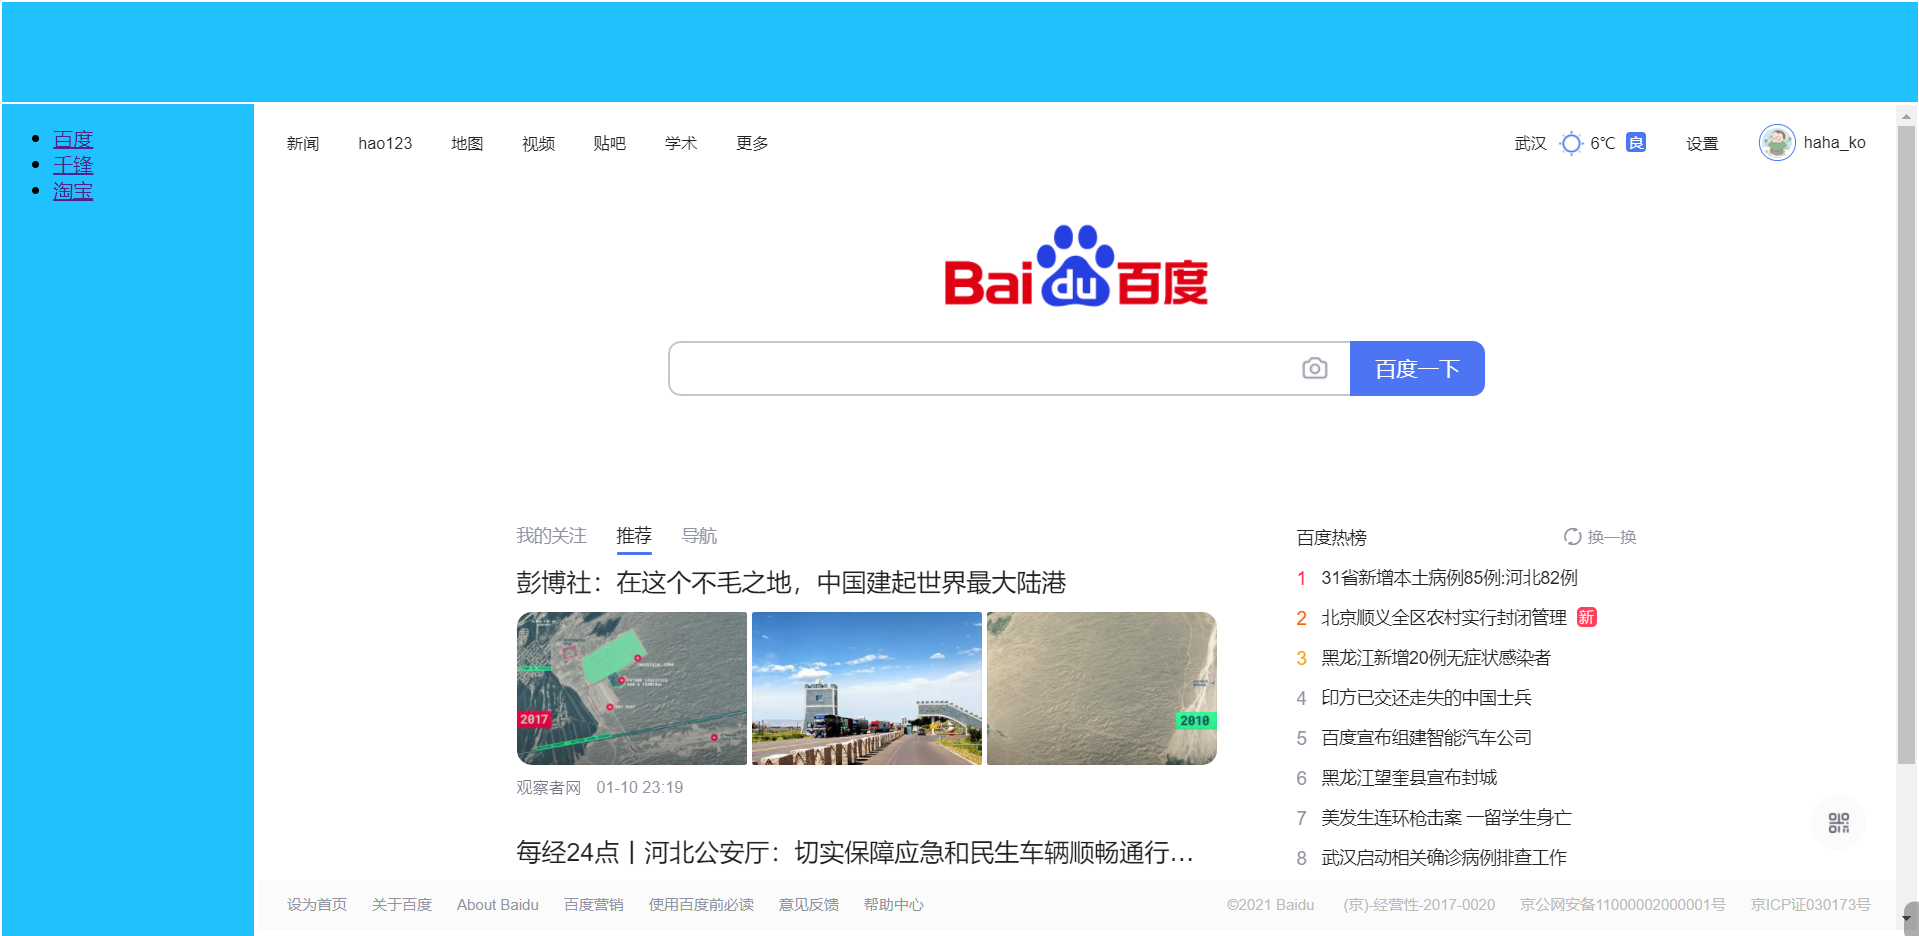 百度
千锋
淘宝
新闻 hao123 地图 视频 贴吧 学术 更多 武汉 6℃ 良 设置 haha_ko
Bai du 百度
百度一下
我的关注 推荐 导航
彭博社：在这个不毛之地，中国建起世界最大陆港
2017
2010
观察者网 01-10 23:19
每经24点丨河北公安厅：切实保障应急和民生车辆顺畅通行...
百度热榜 换一换
1 31省新增本土病例85例:河北82例
2 北京顺义全区农村实行封闭管理 新
3 黑龙江新增20例无症状感染者
4 印方已交还走失的中国士兵
5 百度宣布组建智能汽车公司
6 黑龙江望奎县宣布封城
7 美发生连环枪击案 一留学生身亡
8 武汉启动相关确诊病例排查工作
设为首页 关于百度 About Baidu 百度营销 使用百度前必读 意见反馈 帮助中心 ©2021 Baidu (京)-经营性-2017-0020 京公网安备11000002000001号 京ICP证030173号